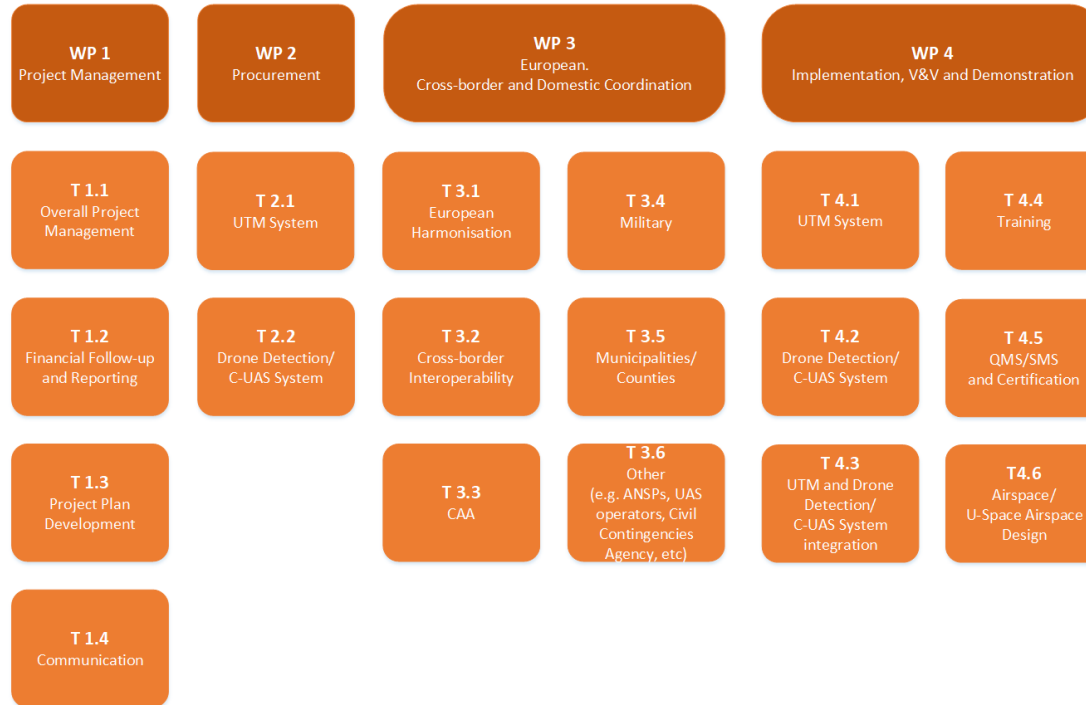 WP 1
Project Management
WP 2
Procurement
WP 3
European.
Cross-border and Domestic Coordination
WP 4
Implementation, V&V and Demonstration
T 1.1
Overall Project
Management
T 2.1
UTM System
T 3.1
European
Harmonisation
T 3.4
Military
T 4.1
UTM System
T 4.4
Training
T 1.2
Financial Follow-up
and Reporting
T 2.2
Drone Detection/
C-UAS System
T 3.2
Cross-border
Interoperability
T 3.5
Municipalities/
Counties
T 4.2
Drone Detection/
C-UAS System
T 4.5
QMS/SMS
and Certification
T 1.3
Project Plan
Development
T 3.3
CAA
T 3.6
Other
(e.g. ANSPs, UAS
operators, Civil
Contingencies
Agency, etc)
T 4.3
UTM and Drone
Detection/
C-UAS System
integration
T4.6
Airspace/
U-Space Airspace
Design
T 1.4
Communication